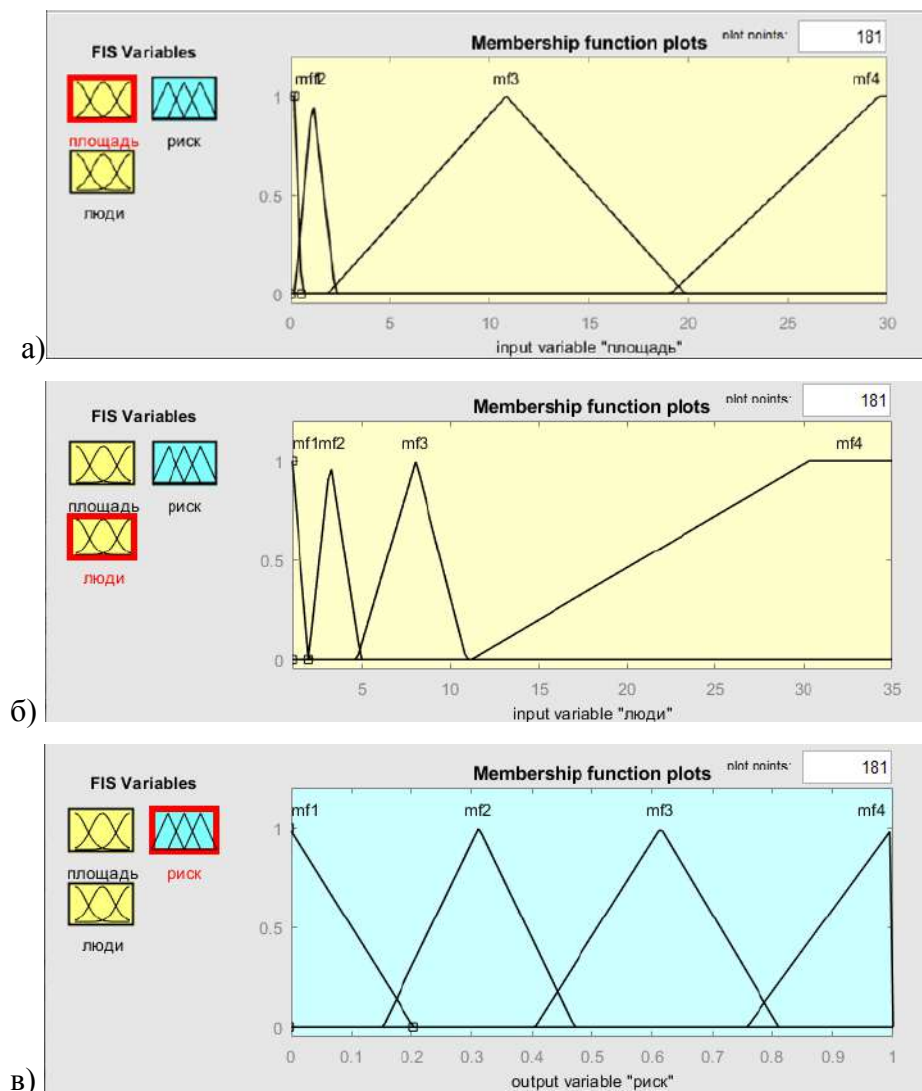 FIS Variables
Membership function plots
plot points:
181
площадь
риск
люди
mf2
mf3
mf4
1
0.5
0
0 5 10 15 20 25 30
input variable "площадь"
а)
FIS Variables
Membership function plots
plot points:
181
площадь
риск
люди
mf1 mf2 mf3 mf4
1
0.5
0
5 10 15 20 25 30 35
input variable "люди"
б)
FIS Variables
Membership function plots
plot points:
181
площадь
риск
люди
mf1 mf2 mf3 mf4
1
0.5
0
0 0.1 0.2 0.3 0.4 0.5 0.6 0.7 0.8 0.9 1
output variable "риск"
в)